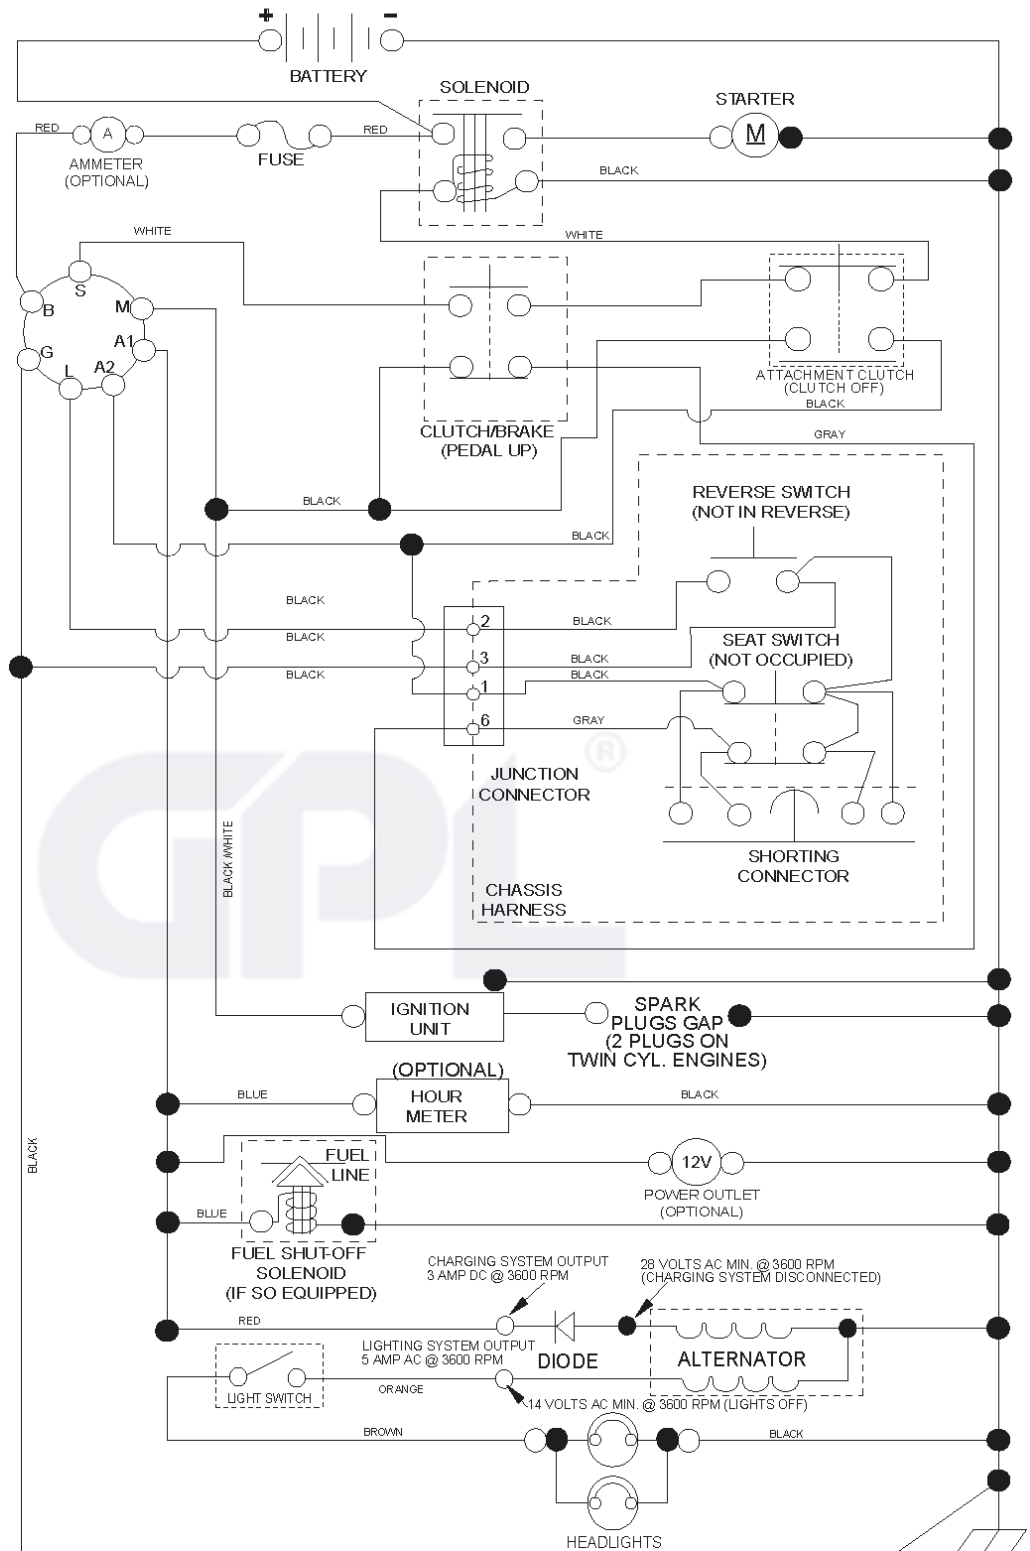 + −
BATTERY
SOLENOID
STARTER
RED
A
RED
M
FUSE
AMMETER
(OPTIONAL)
BLACK
WHITE
WHITE
S
B
M
A1
G
L
A2
ATTACHMENT CLUTCH
(CLUTCH OFF)
BLACK
CLUTCH/BRAKE
(PEDAL UP)
GRAY
REVERSE SWITCH
(NOT IN REVERSE)
BLACK
BLACK
BLACK
2
BLACK
BLACK
SEAT SWITCH
(NOT OCCUPIED)
3
BLACK
BLACK
1
BLACK
6
GRAY
GPL®
JUNCTION
CONNECTOR
BLACK/WHITE
SHORTING
CONNECTOR
CHASSIS
HARNESS
IGNITION
UNIT
SPARK
PLUGS GAP
(2 PLUGS ON
TWIN CYL. ENGINES)
(OPTIONAL)
HOUR
METER
BLUE
BLACK
BLACK
FUEL
LINE
12V
POWER OUTLET
(OPTIONAL)
BLUE
FUEL SHUT-OFF
SOLENOID
(IF SO EQUIPPED)
CHARGING SYSTEM OUTPUT
3 AMP DC @ 3600 RPM
28 VOLTS AC MIN. @ 3600 RPM
(CHARGING SYSTEM DISCONNECTED)
RED
LIGHTING SYSTEM OUTPUT
5 AMP AC @ 3600 RPM
DIODE
ALTERNATOR
LIGHT SWITCH
ORANGE
14 VOLTS AC MIN. @ 3600 RPM (LIGHTS OFF)
BROWN
BLACK
HEADLIGHTS